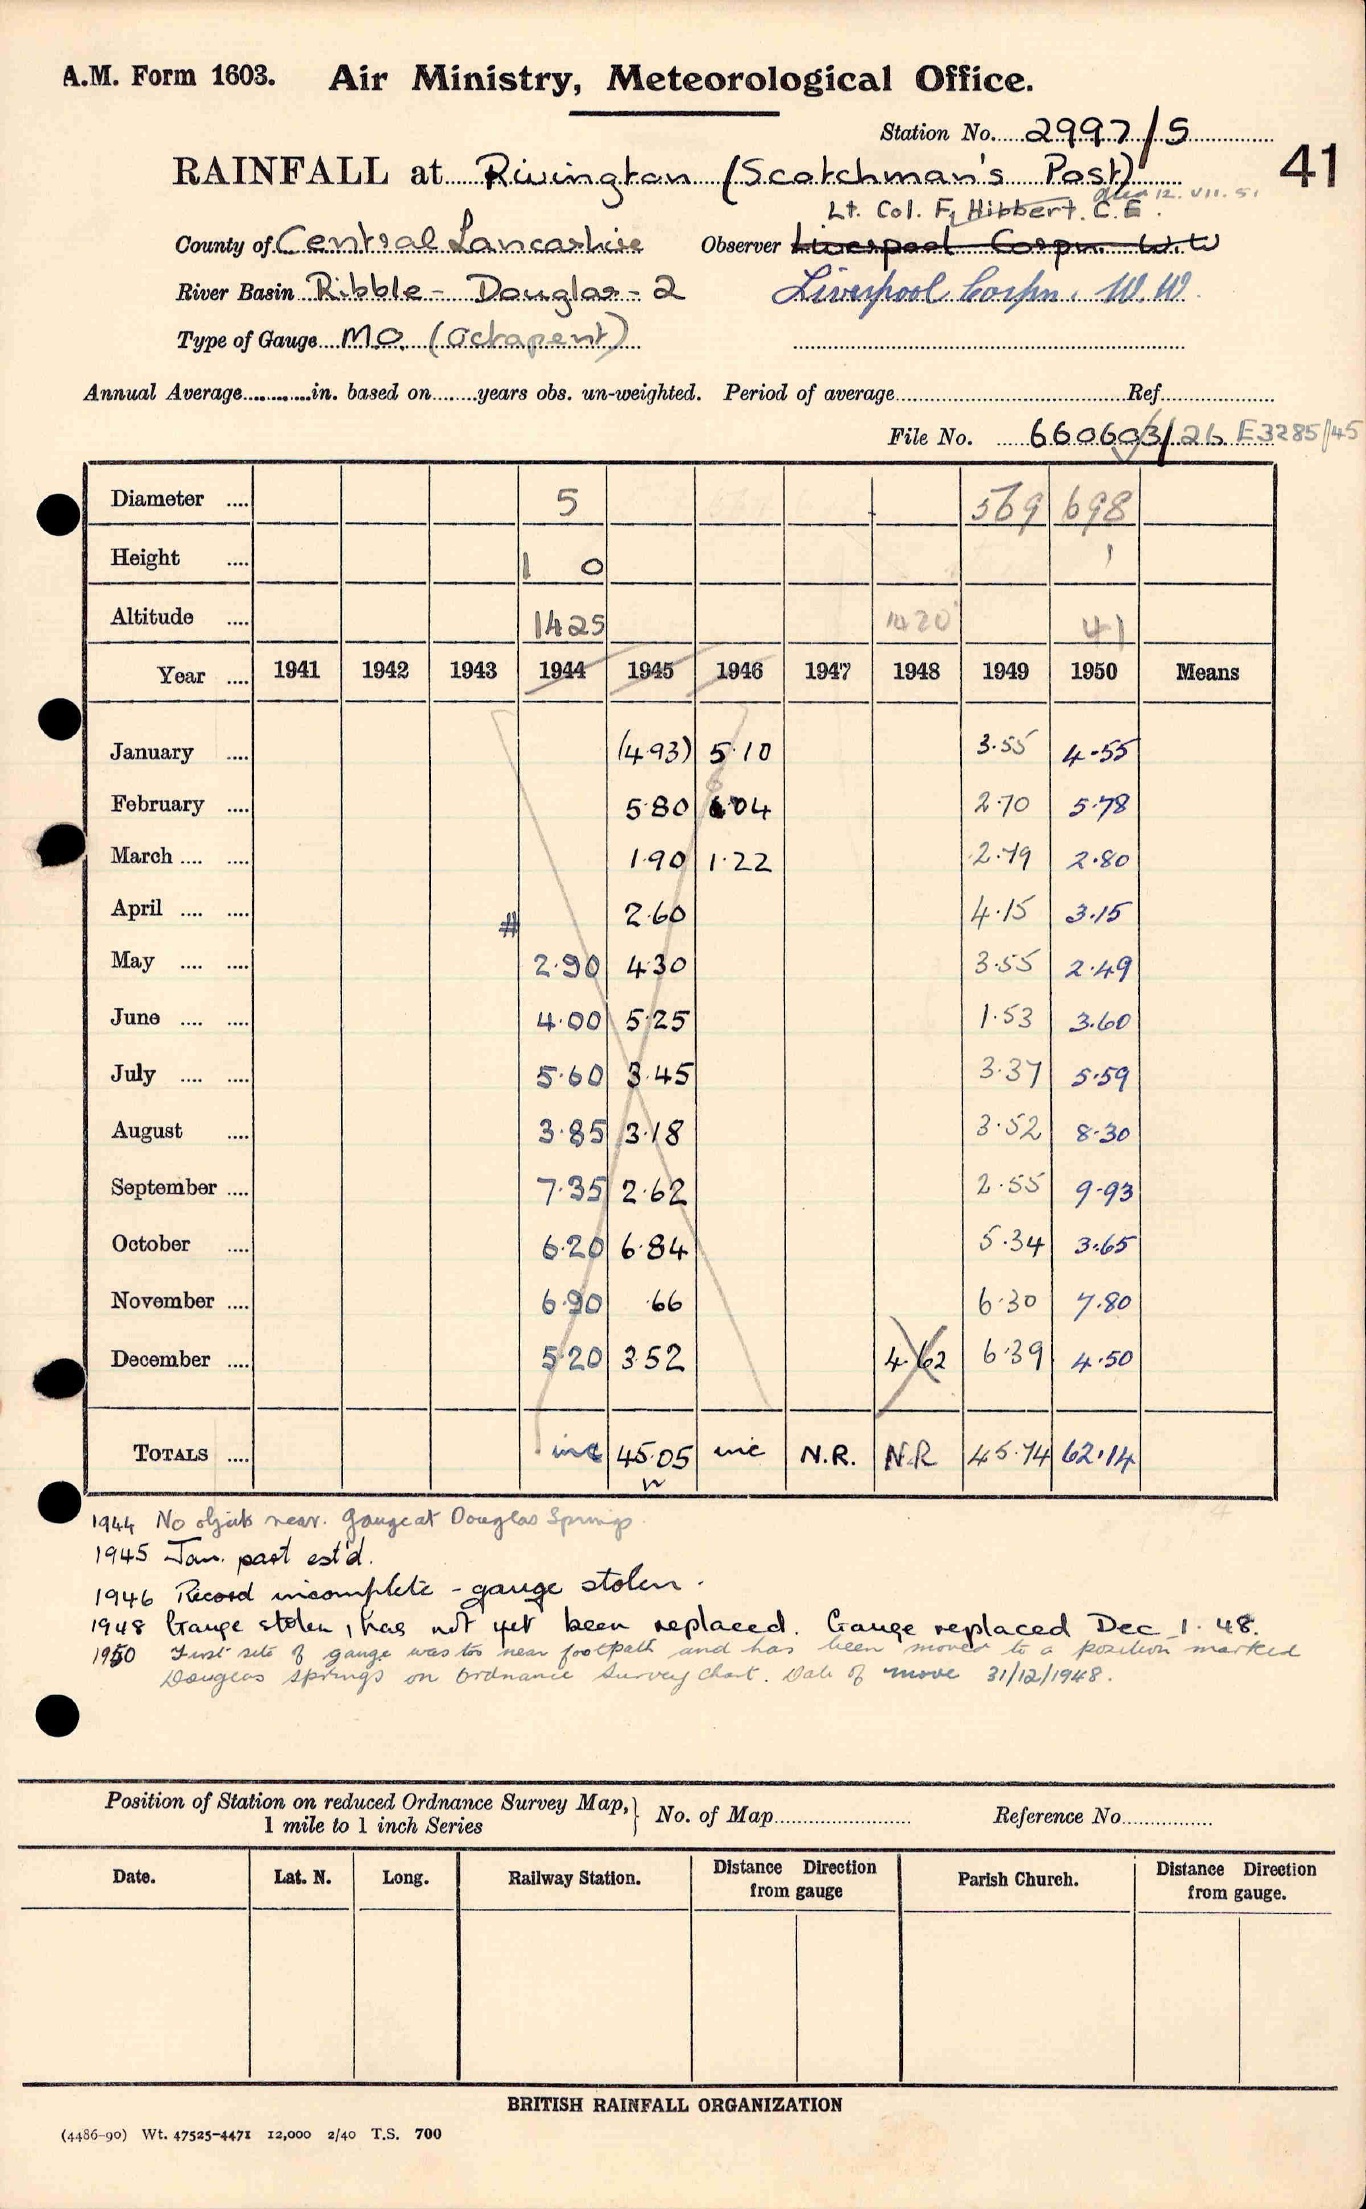 A.M. Form 1603. Air Ministry, Meteorological Office.
Station No. 2997/5
41
RAINFALL at Rivington (Scotchman's Post)
12.VII.51
Lt. Col. F. Hibbert. C.E.
County of Central Lancashire Observer Liverpool Corpn. W.W
River Basin Ribble - Douglas - 2 Liverpool Corpn. W.W.
Type of Gauge M.O. (Octapent)
Annual Average in. based on years obs. un-weighted. Period of average Ref.
File No. 660603/26 E3285/45
Diameter 5 569 698
Height 1 0 1
Altitude 1425 1420 41
Year 1941 1942 1943 1944 1945 1946 1947 1948 1949 1950 Means
January (4.93) 5.10 3.55 4.55
February 5.80 6.04 2.70 5.78
March 1.90 1.22 2.79 2.80
April # 2.60 4.15 3.15
May 2.90 4.30 3.55 2.49
June 4.00 5.25 1.53 3.60
July 5.60 3.45 3.37 5.59
August 3.85 3.18 3.52 8.30
September 7.35 2.62 2.55 9.93
October 6.20 6.84 5.34 3.65
November 6.90 .66 6.30 7.80
December 5.20 3.52 4.62 6.39 4.50
TOTALS inc 45.05 inc N.R. N.R 45.74 62.14
1944 No objects near. Gauge at Douglas Springs.
1945 Jan. part est'd.
1946 Record incomplete - gauge stolen.
1948 Gauge stolen, has not yet been replaced. Gauge replaced Dec 1. 48.
1950 First site of gauge was too near footpath and has been moved to a position marked
Douglas Springs on Ordnance Survey Chart. Date of move 31/12/1948.
Position of Station on reduced Ordnance Survey Map, 1 mile to 1 inch Series } No. of Map Reference No.
Date. Lat. N. Long. Railway Station. Distance Direction from gauge Parish Church. Distance Direction from gauge.
BRITISH RAINFALL ORGANIZATION
(4486-90) Wt. 47525-4471 12,000 2/40 T.S. 700